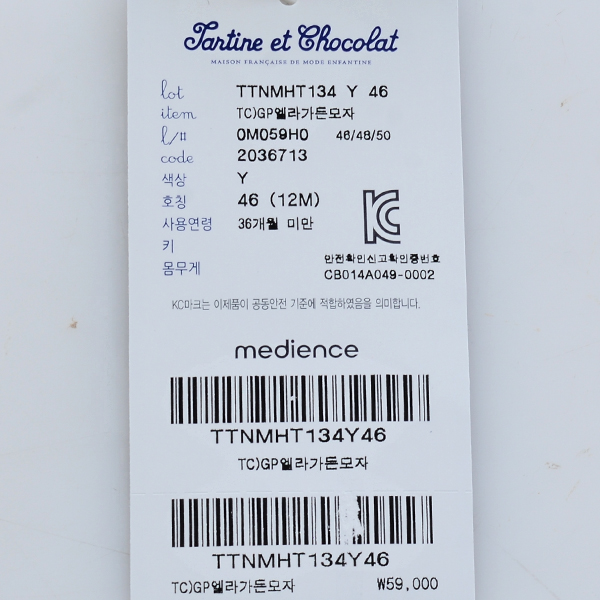 Tartine et Chocolat
MAISON FRANÇAISE DE MODE ENFANTINE
lot TTNMHT134 Y 46
item TC)GP엘라가든모자
l/# 0M059H0 46/48/50
code 2036713
색상 Y
호칭 46 (12M)
사용연령 36개월 미만
키
몸무게
안전확인신고확인증번호
CB014A049-0002
KC마크는 이제품이 공통안전 기준에 적합하였음을 의미합니다.
medience
TTNMHT134Y46
TC)GP엘라가든모자
TTNMHT134Y46
TC)GP엘라가든모자 ₩59,000